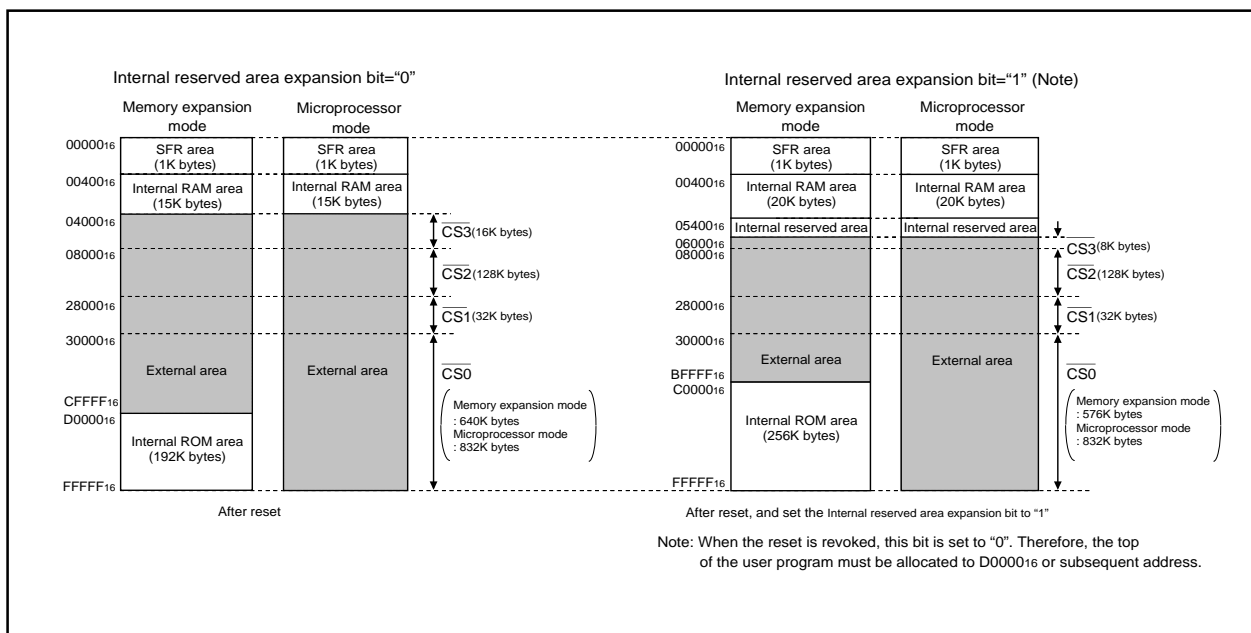 Internal reserved area expansion bit=“0”
Memory expansion
mode
Microprocessor
mode
0000016
SFR area
(1K bytes)
SFR area
(1K bytes)
0040016
Internal RAM area
(15K bytes)
Internal RAM area
(15K bytes)
0400016
CS3 (16K bytes)
0800016
CS2 (128K bytes)
2800016
CS1 (32K bytes)
3000016
External area
External area
CS0
CFFFF16
D000016
Memory expansion mode
: 640K bytes
Microprocessor mode
: 832K bytes
Internal ROM area
(192K bytes)
FFFFF16
After reset
Internal reserved area expansion bit=“1” (Note)
Memory expansion
mode
Microprocessor
mode
0000016
SFR area
(1K bytes)
SFR area
(1K bytes)
0040016
Internal RAM area
(20K bytes)
Internal RAM area
(20K bytes)
0540016
Internal reserved area
Internal reserved area
0600016
CS3 (8K bytes)
0800016
CS2 (128K bytes)
2800016
CS1 (32K bytes)
3000016
External area
External area
CS0
BFFFF16
C000016
Memory expansion mode
: 576K bytes
Microprocessor mode
: 832K bytes
Internal ROM area
(256K bytes)
FFFFF16
After reset, and set the Internal reserved area expansion bit to “1”
Note: When the reset is revoked, this bit is set to “0”. Therefore, the top
of the user program must be allocated to D000016 or subsequent address.